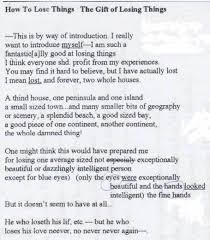 How To Lose Things    The Gift of Losing Things
—This is by way of introduction. I really
want to introduce myself—I am such a
fantastic[al]ly good at losing things
I think everyone shd. profit from my experiences.
You may find it hard to believe, but I have actually lost
I mean lost, and forever, two whole houses.
A third house, one peninsula and one island
a small sized town...and many smaller bits of geography
or scenery, a splendid beach, a good sized bay,
a good piece of one continent, another continent,
the whole damned thing!
One might think this would have prepared me
for losing one average sized not especially exceptionally
beautiful or dazzlingly intelligent person
except for blue eyes) (only the eyes were exceptionally
beautiful and the hands looked
intelligent) the fine hands
But it doesn't seem to have at all...
He who loseth his lif, etc.—but he who
loses his love neever, no never never again—.